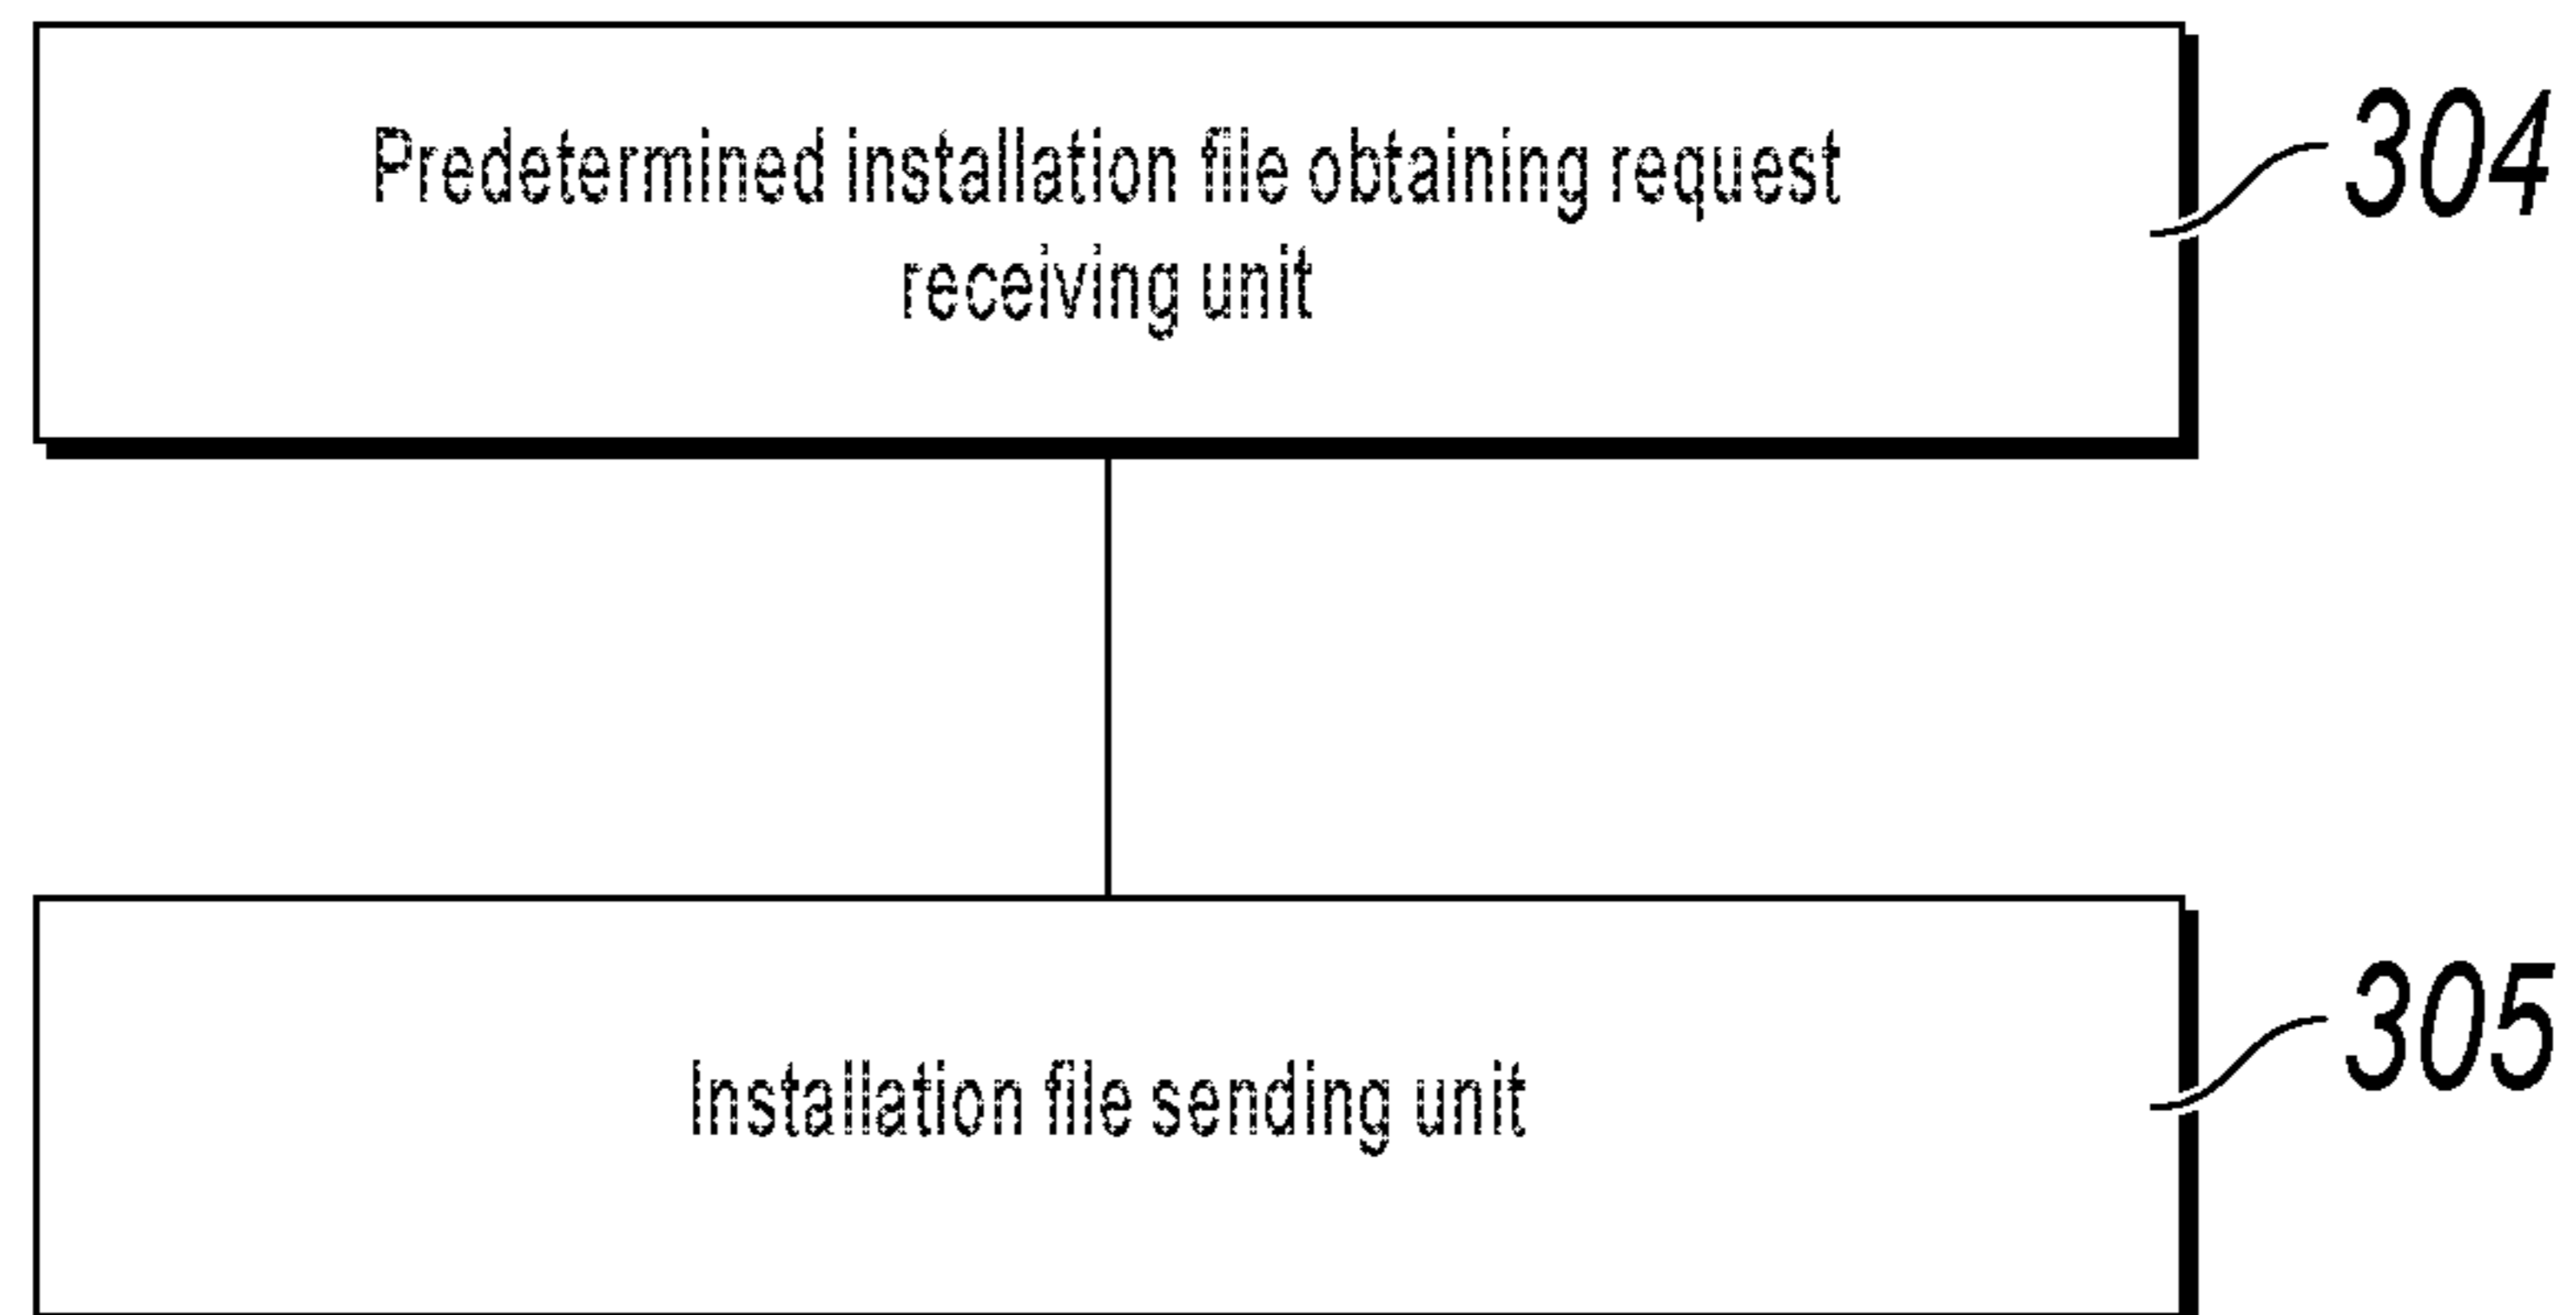 Predetermined installation file obtaining request
receiving unit
304
Installation file sending unit
305